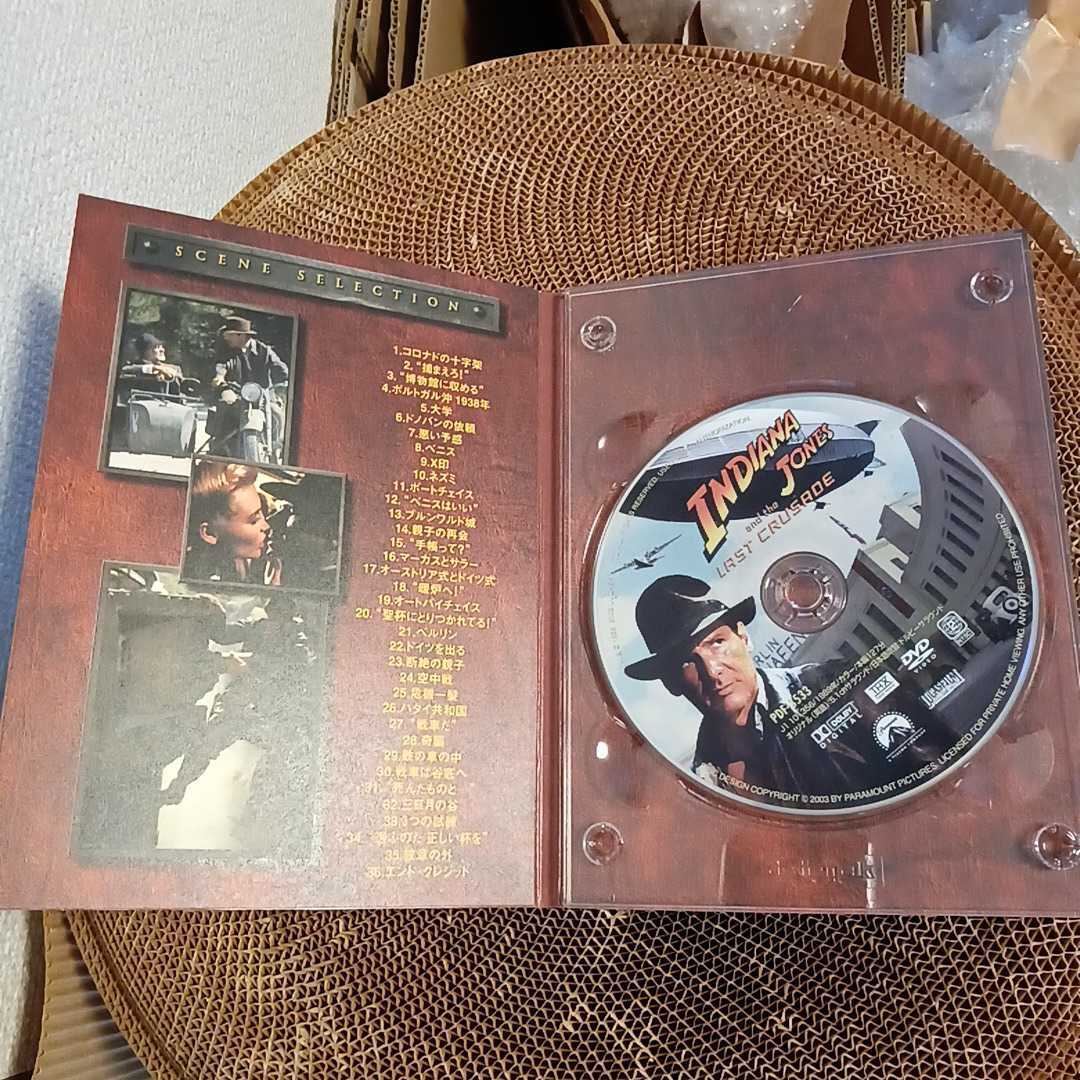 SCENE SELECTION
1.コロナドの十字架
2. “捕まえろ!”
3. “博物館に収める”
4.ポルトガル沖 1938年
5.大学
6.ドノバンの依頼
7.悪い予感
8.ベニス
9.X印
10.ネズミ
11.ボートチェイス
12. “ベニスはいい”
13.ブルンワルド城
14.親子の再会
15. “手帳って?”
16.マーカスとサラー
17.オーストリア式とドイツ式
18. “暖炉へ!”
19.オートバイチェイス
20. “聖杯にとりつかれてる!”
21.ベルリン
22.ドイツを出る
23.断絶の親子
24.空中戦
25.危機一髪
26.ハタイ共和国
27. “戦車だ”
28.奇襲
29.鉄の車の中
30.戦車は谷底へ
31. “死んだものと”
32.三日月の谷
33.3つの試練
34. “選ぶのだ 正しい杯を”
35.紋章の外
36.エンド・クレジット
INDIANA
JONES
and the
LAST CRUSADE
DVD
VIDEO
THX
DOLBY
DIGITAL
DESIGN COPYRIGHT © 2003 BY PARAMOUNT PICTURES. LICENSED FOR PRIVATE HOME VIEWING. ANY OTHER USE PROHIBITED.